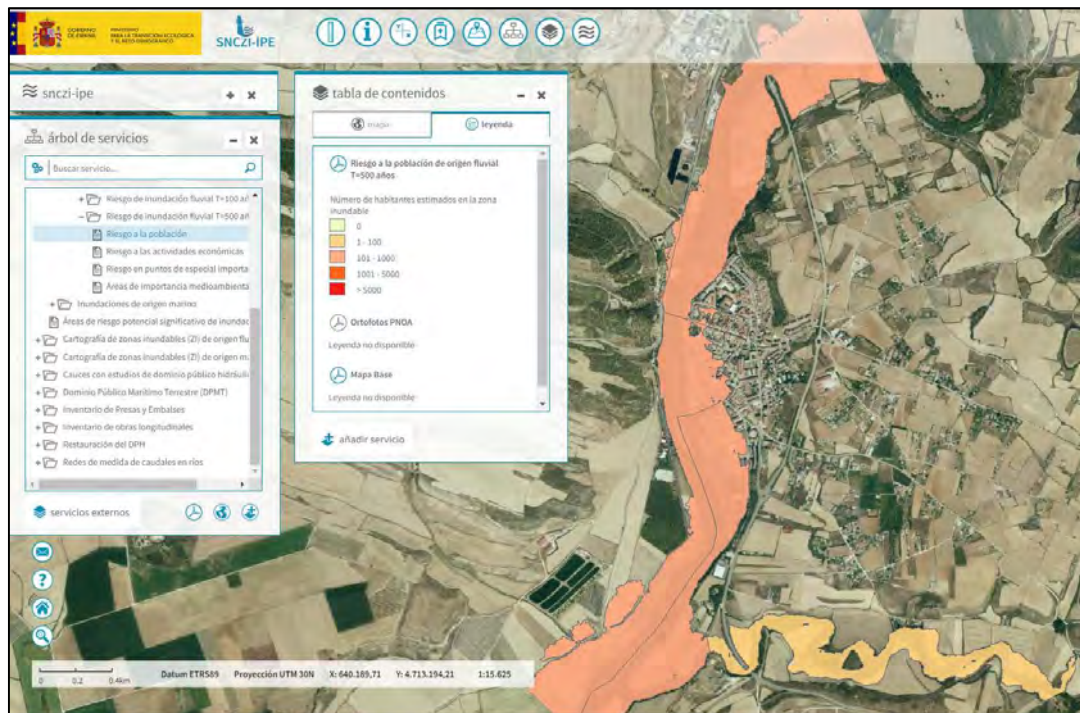 GOBIERNO
DE ESPAÑA
MINISTERIO
PARA LA TRANSICIÓN ECOLÓGICA
Y EL RETO DEMOGRÁFICO
SNCZI-IPE
snczi-ipe
árbol de servicios
Buscar servicio...
Riesgo de inundación fluvial T=100 añ
Riesgo de inundación fluvial T=500 añ
Riesgo a la población
Riesgo a las actividades económicas
Riesgo en puntos de especial importa
Áreas de importancia medioambienta
Inundaciones de origen marino
Áreas de riesgo potencial significativo de inundac
Cartografía de zonas inundables (ZI) de origen flu
Cartografía de zonas inundables (ZI) de origen m
Cauces con estudios de dominio público hidráulic
Dominio Público Marítimo Terrestre (DPMT)
Inventario de Presas y Embalses
Inventario de obras longitudinales
Restauración del DPH
Redes de medida de caudales en ríos
servicios externos
tabla de contenidos
mapa
leyenda
Riesgo a la población de origen fluvial
T=500 años
Número de habitantes estimados en la zona
inundable
0
1 - 100
101 - 1000
1001 - 5000
> 5000
Ortofotos PNOA
Leyenda no disponible
Mapa Base
Leyenda no disponible
añadir servicio
0 0.2 0.4km
Datum ETRS89 Proyección UTM 30N X: 640.189,71 Y: 4.713.194,21 1:15.625